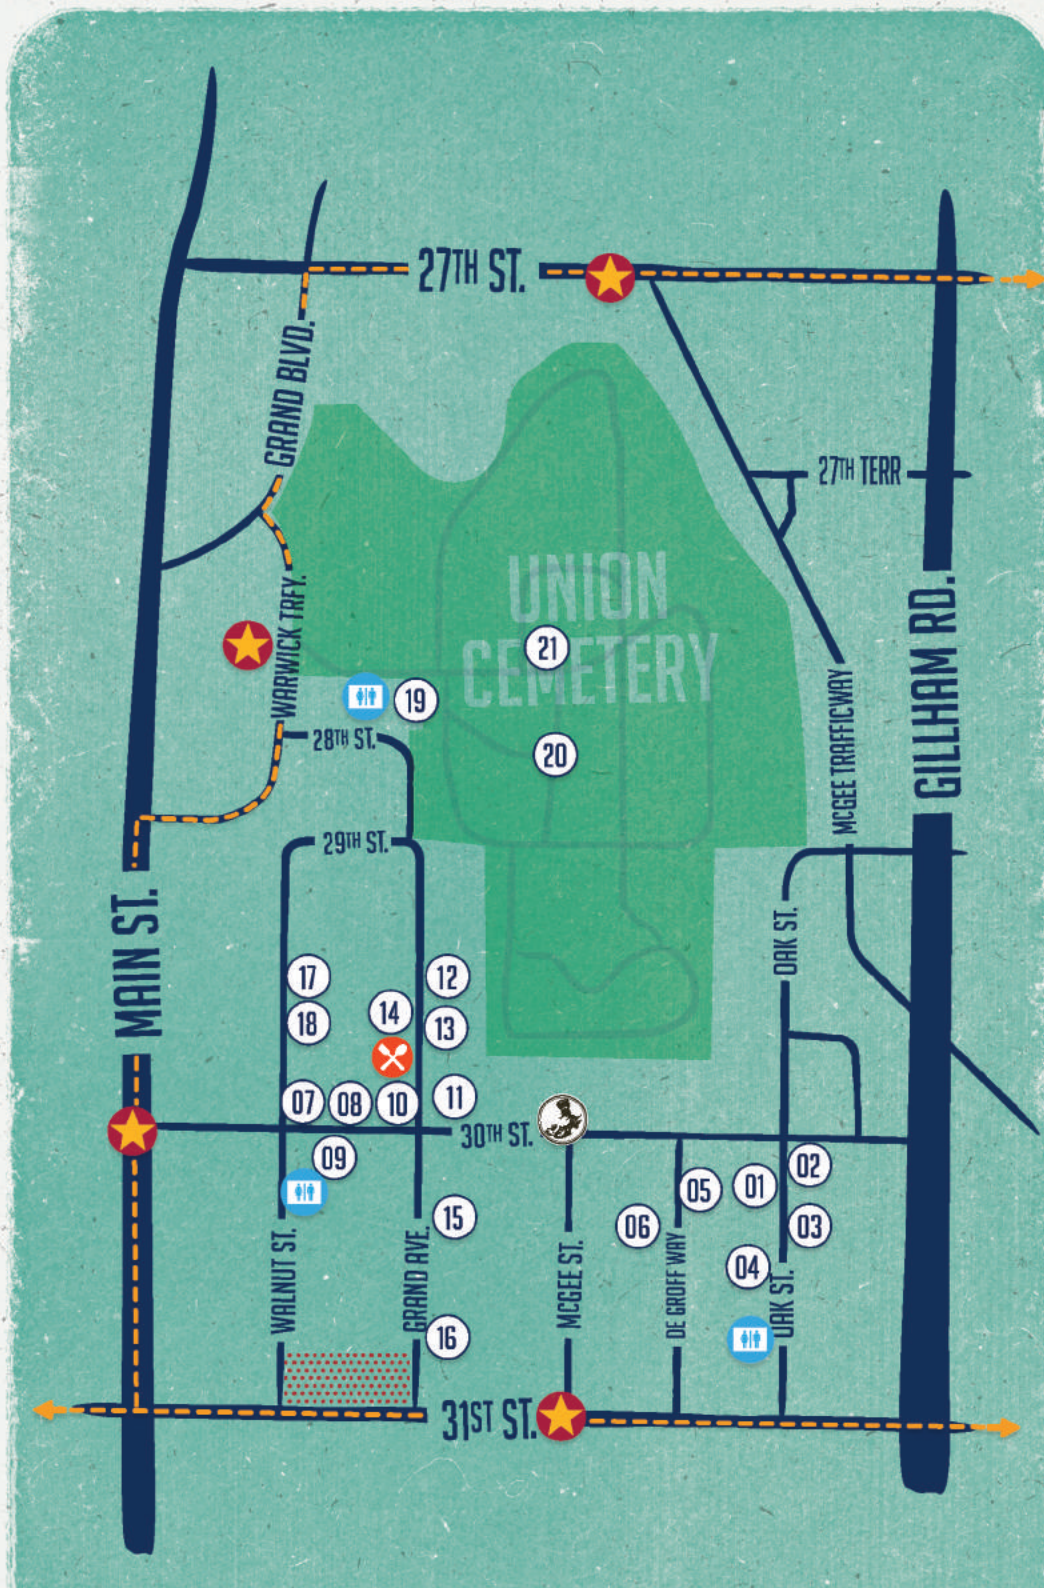 27TH ST.
GRAND BLVD.
27TH TERR
UNION
CEMETERY
21
WARWICK TRFY.
GILLHAM RD.
19
MCGEE TRAFFICWAY
28TH ST.
20
29TH ST.
MAIN ST.
OAK ST.
17
12
14
18
13
07
08
10
11
30TH ST.
09
02
05
01
15
06
03
WALNUT ST.
GRAND AVE.
MCGEE ST.
DE GROFF WAY
04
OAK ST.
16
31ST ST.